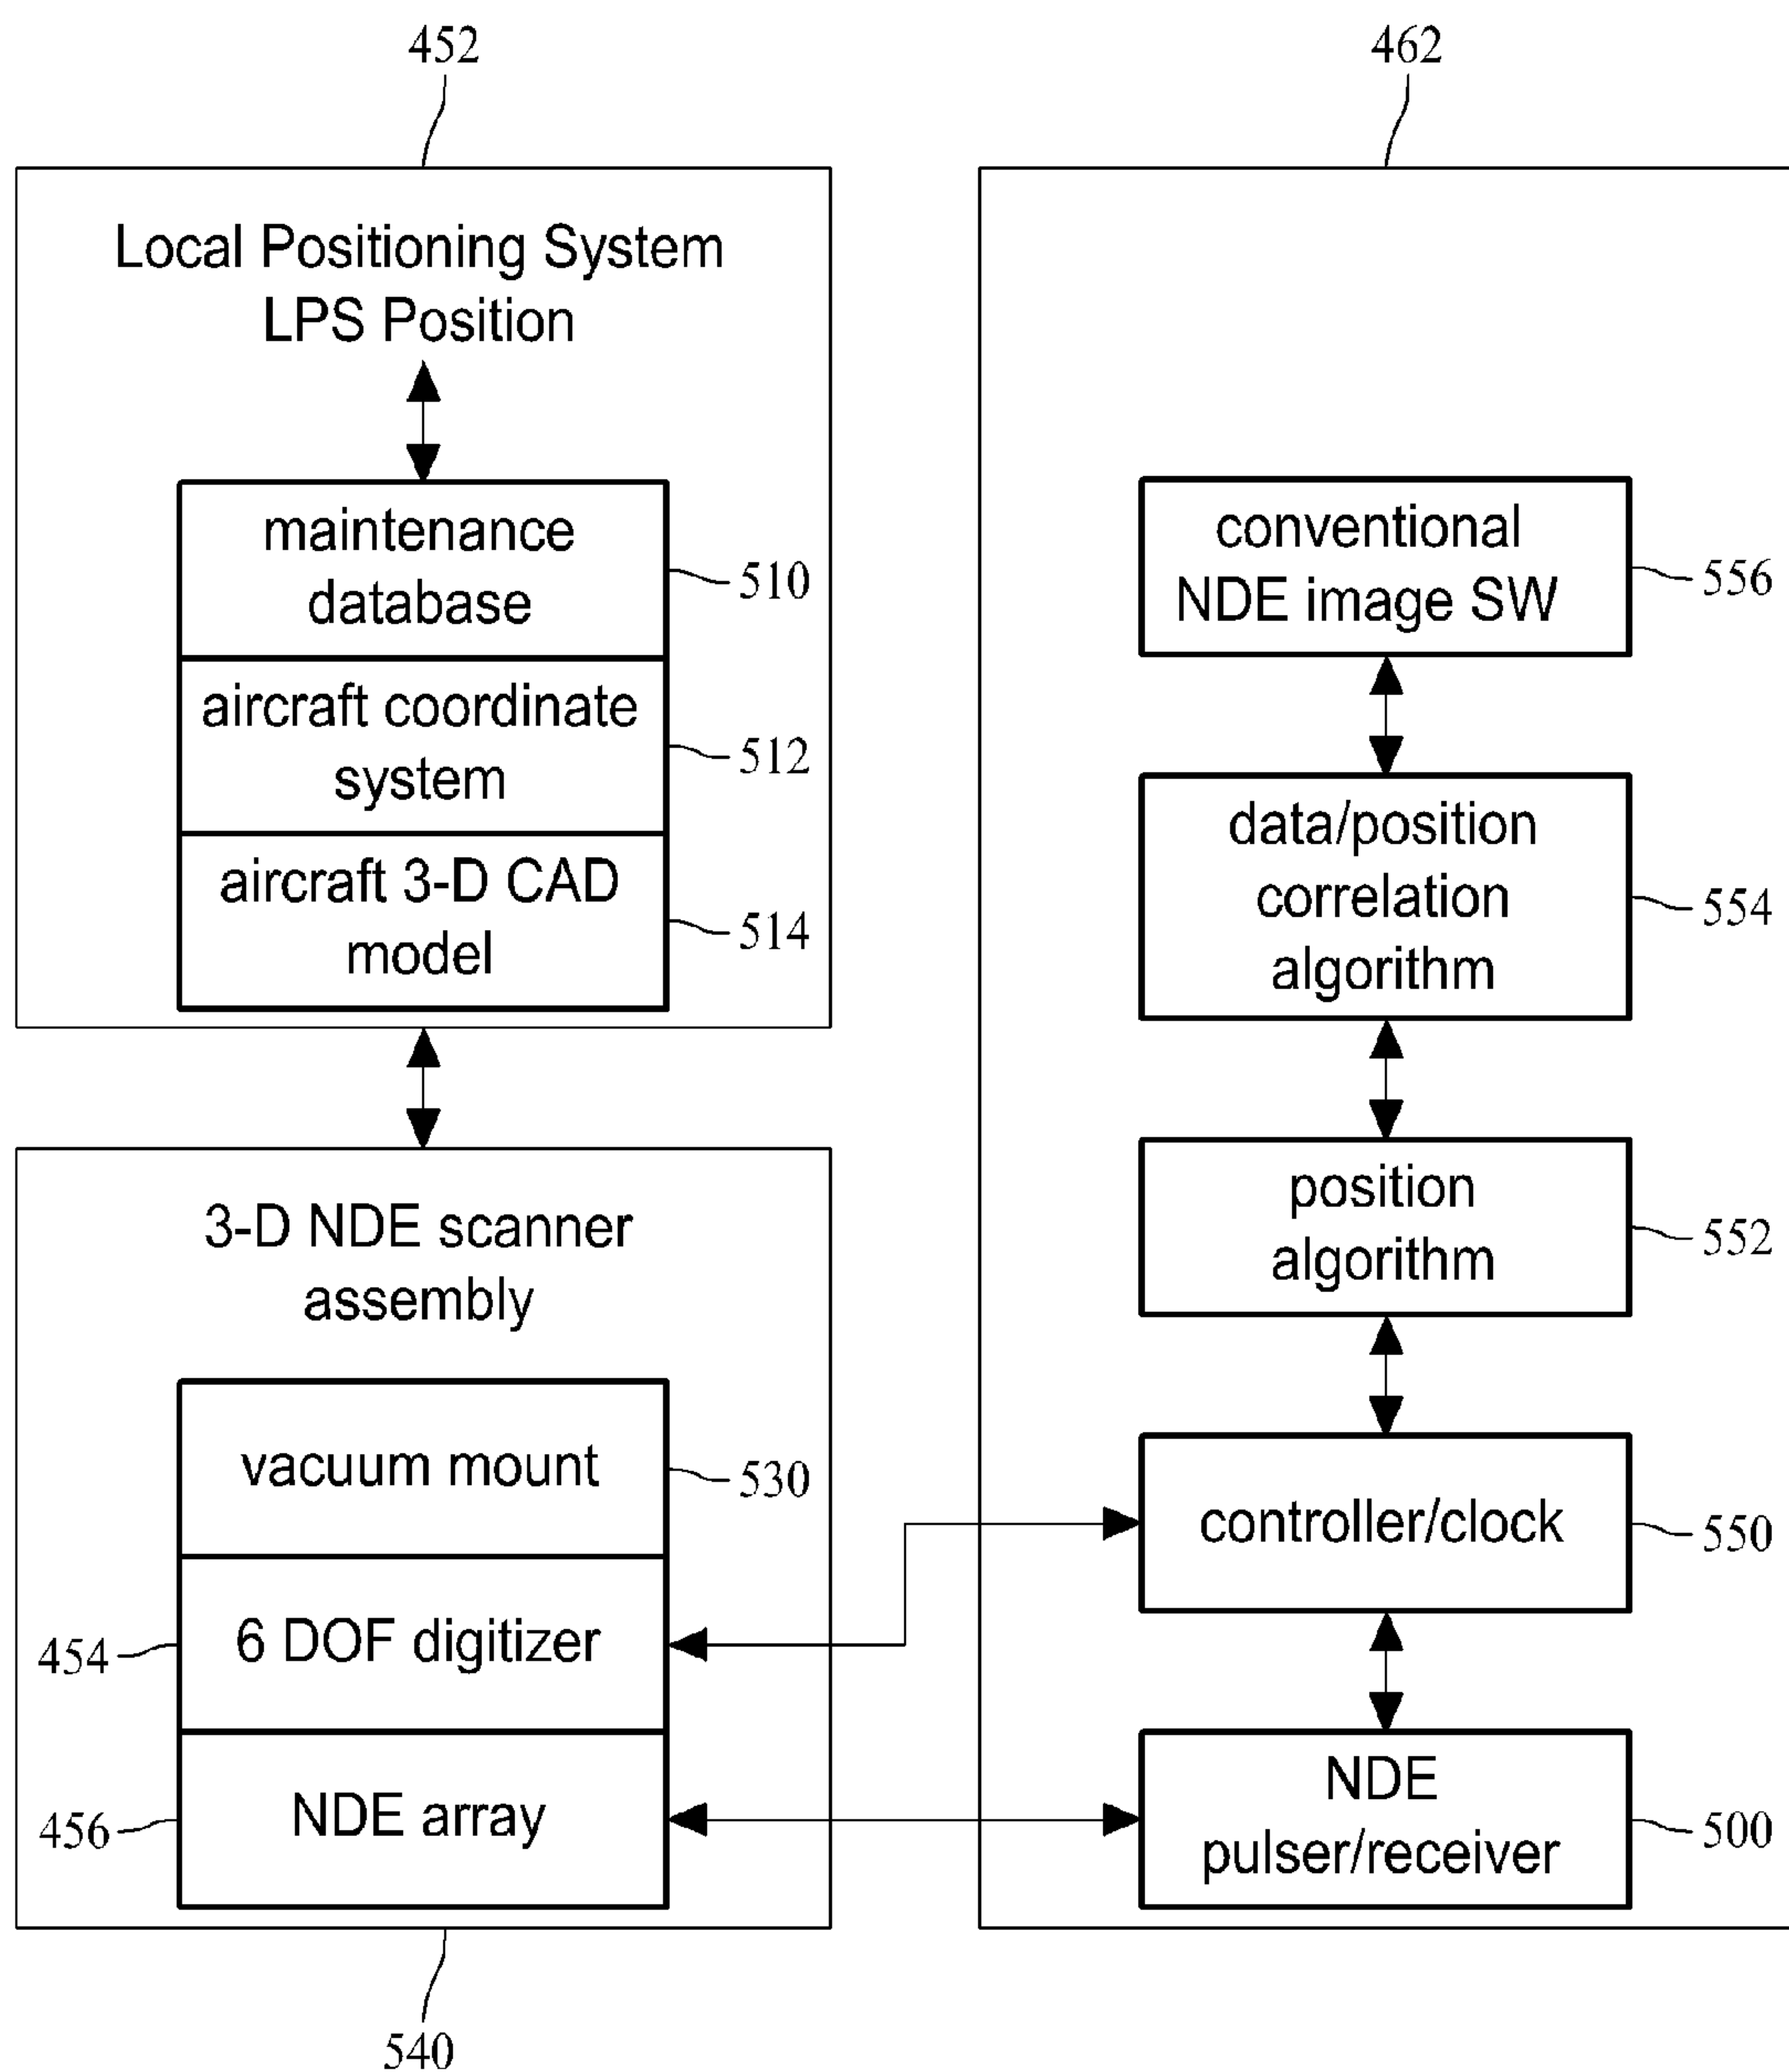 452
462
Local Positioning System
LPS Position
maintenance
database
510
aircraft coordinate
system
512
aircraft 3-D CAD
model
514
3-D NDE scanner
assembly
vacuum mount
530
6 DOF digitizer
454
NDE array
456
540
conventional
NDE image SW
556
data/position
correlation
algorithm
554
position
algorithm
552
controller/clock
550
NDE
pulser/receiver
500